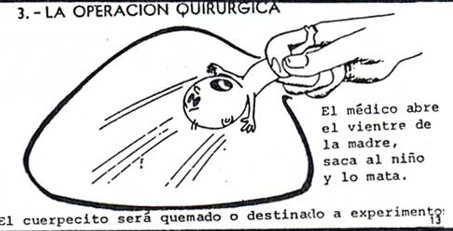 3.-LA OPERACION QUIRURGICA
El médico abre
el vientre de
la madre,
saca al niño
y lo mata.
El cuerpecito será quemado o destinado a experimento:
13